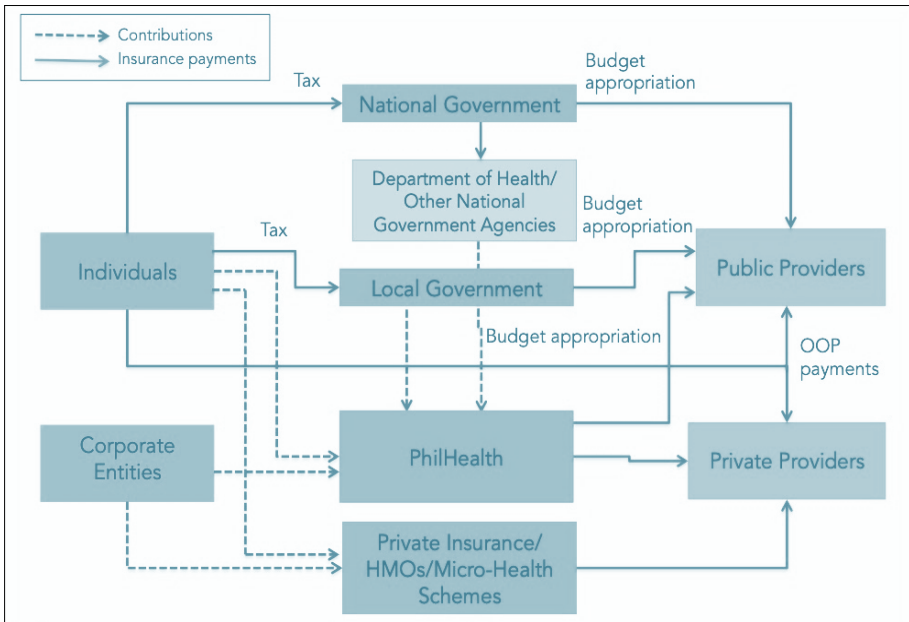 Contributions
Insurance payments
Tax
Budget
appropriation
National Government
Department of Health/
Other National
Government Agencies
Budget
appropriation
Tax
Individuals
Public Providers
Local Government
Budget appropriation
OOP
payments
Corporate
Entities
PhilHealth
Private Providers
Private Insurance/
HMOs/Micro-Health
Schemes